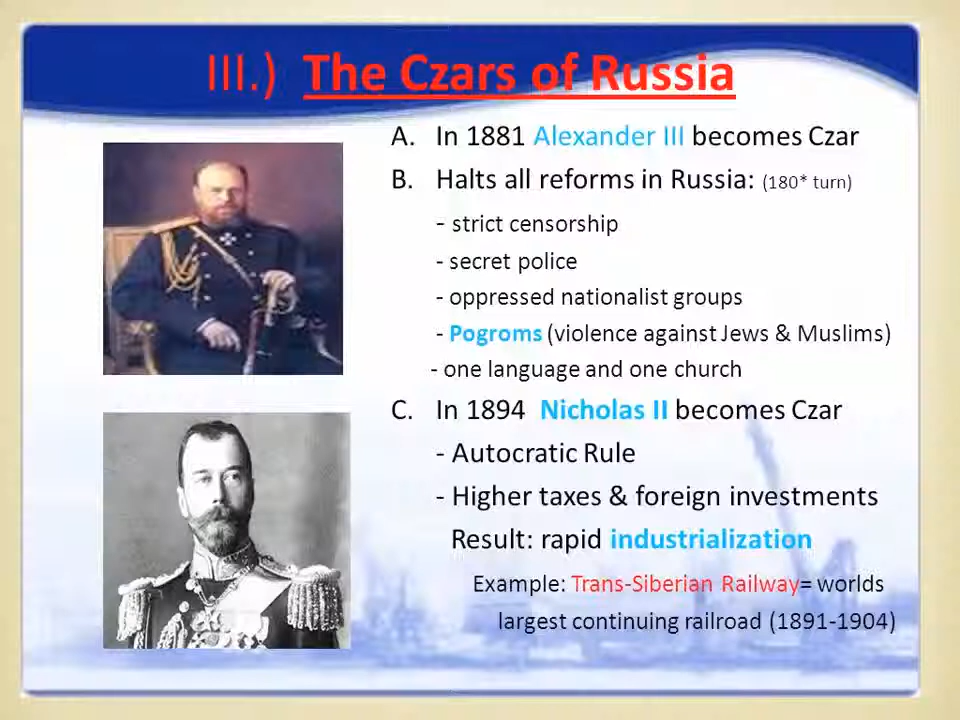 III.) The Czars of Russia
A. In 1881 Alexander III becomes Czar
B. Halts all reforms in Russia: (180* turn)
- strict censorship
- secret police
- oppressed nationalist groups
- Pogroms (violence against Jews & Muslims)
- one language and one church
C. In 1894 Nicholas II becomes Czar
- Autocratic Rule
- Higher taxes & foreign investments
Result: rapid industrialization
Example: Trans-Siberian Railway= worlds
largest continuing railroad (1891-1904)